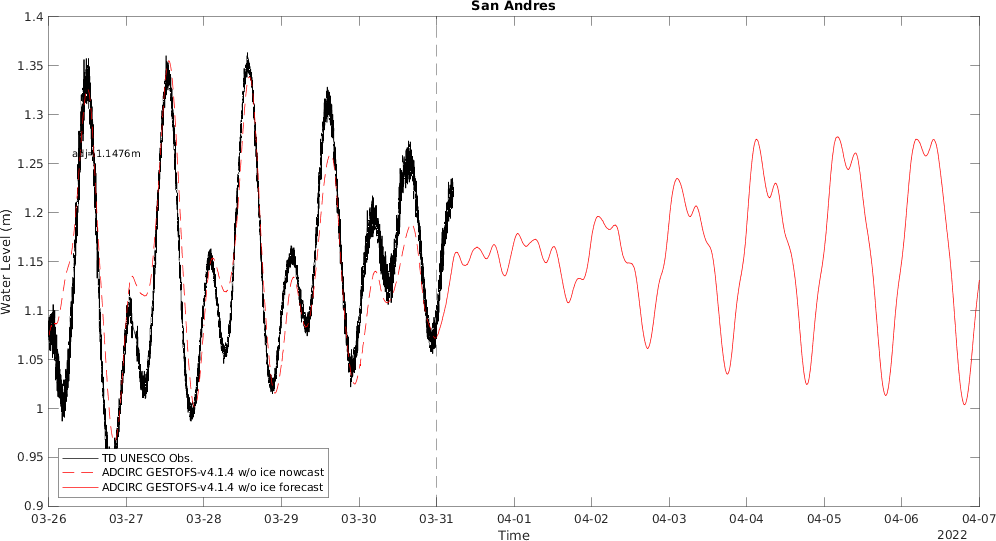 San Andres
Water Level (m)
1.4
1.35
1.3
1.25
1.2
1.15
1.1
1.05
1
0.95
0.9
adj=1.1476m
TD UNESCO Obs.
ADCIRC GESTOFS-v4.1.4 w/o ice nowcast
ADCIRC GESTOFS-v4.1.4 w/o ice forecast
03-26 03-27 03-28 03-29 03-30 03-31 04-01 04-02 04-03 04-04 04-05 04-06 04-07
Time
2022